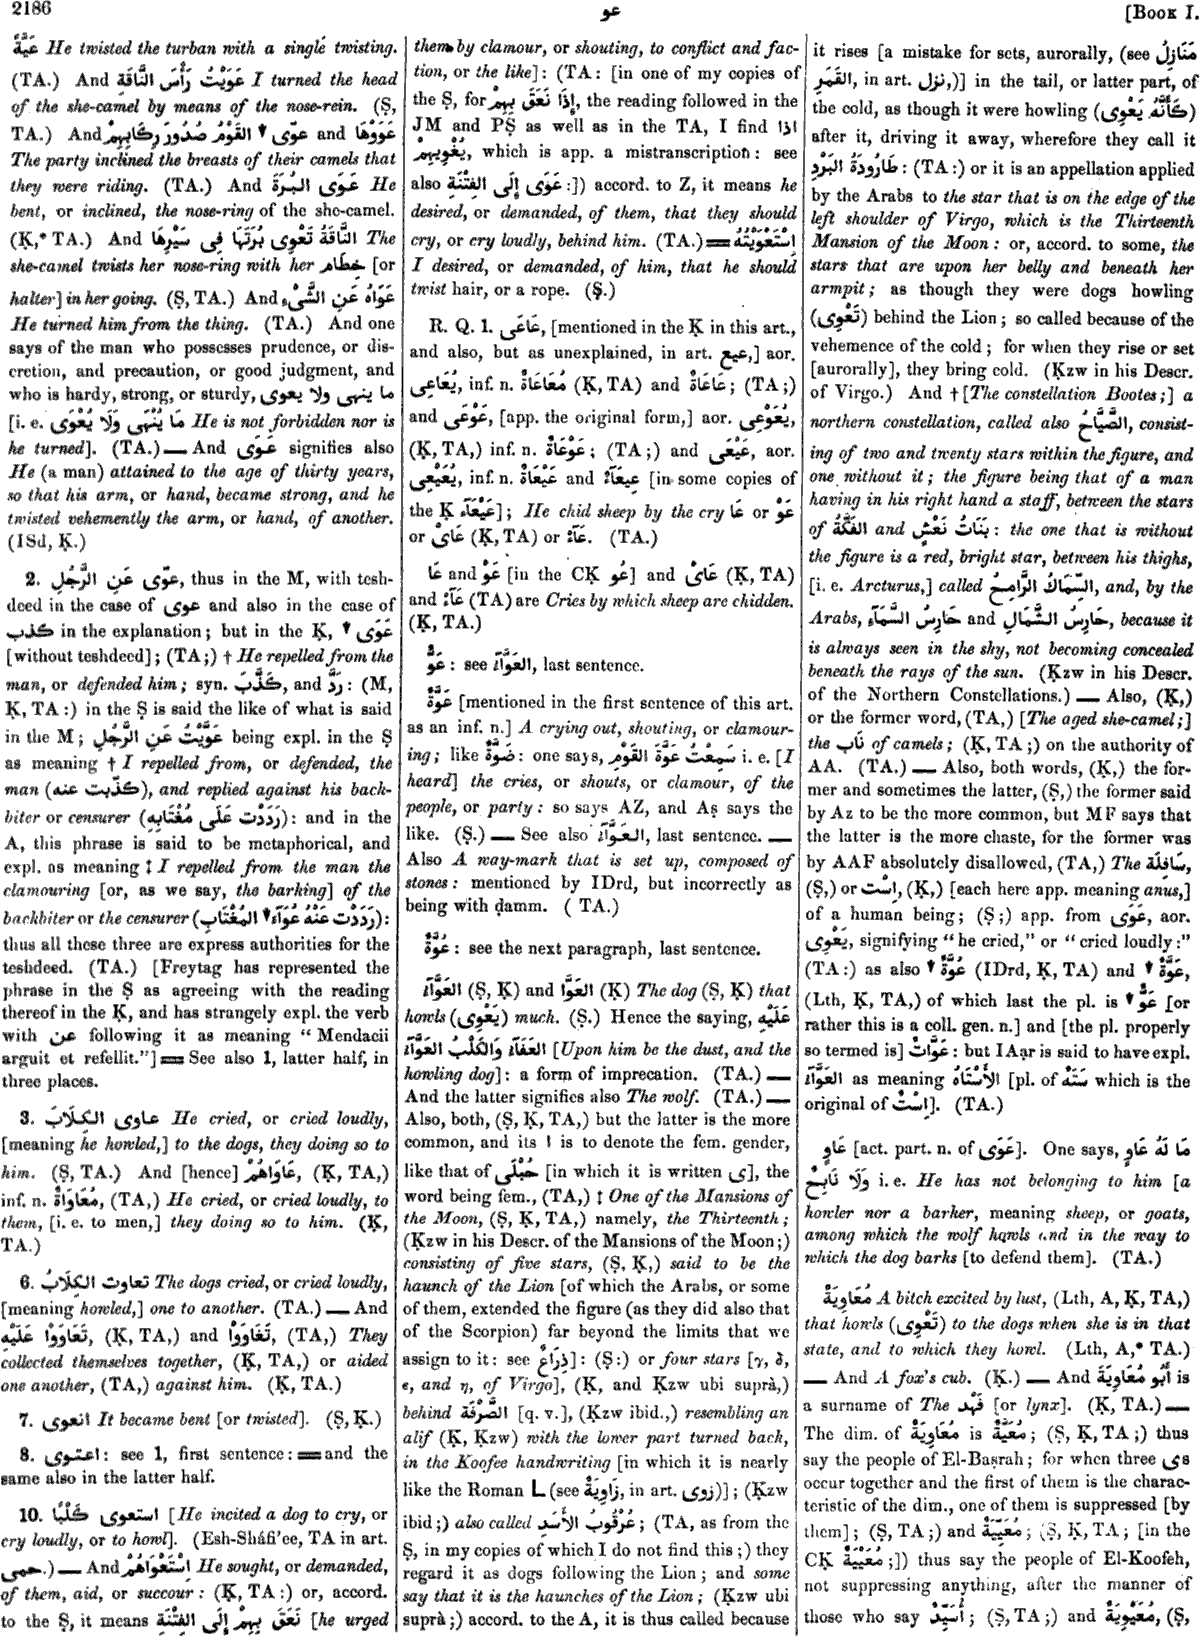 2186
عو
[BOOK I.
عَيَّةً He twisted the turban with a single twisting.
(TA.) And عَوَيْتُ رَأْسَ النَّاقَةِ I turned the head
of the she-camel by means of the nose-rein. (Ṣ,
TA.) And عَوَّى ↓ القَوْمُ صُدُورَ رِكَابِهِمْ and عَوَوْهَا
The party inclined the breasts of their camels that
they were riding. (TA.) And عَوَى البُرَةَ He
bent, or inclined, the nose-ring of the she-camel.
(Ḳ,* TA.) And النَّاقَةُ تَعْوِى بُرَتَهَا فِى سَيْرِهَا The
she-camel twists her nose-ring with her خِطَام [or
halter] in her going. (Ṣ, TA.) And عَوَاهُ عَنِ الشَّىْءِ
He turned him from the thing. (TA.) And one
says of the man who possesses prudence, or dis-
cretion, and precaution, or good judgment, and
who is hardy, strong, or sturdy, ما ينهى ولا يعوى
[i. e. مَا يُنْهَى وَلَا يُعْوَى He is not forbidden nor is
he turned]. (TA.) — And عَوَى signifies also
He (a man) attained to the age of thirty years,
so that his arm, or hand, became strong, and he
twisted vehemently the arm, or hand, of another.
(ISd, Ḳ.)
2. عوّى عَنِ الرَّجُلِ, thus in the M, with tesh-
deed in the case of عوى and also in the case of
كذب in the explanation; but in the Ḳ, ↓ عَوَى
[without teshdeed]; (TA;) † He repelled from the
man, or defended him; syn. كَذَّبَ, and رَدَّ: (M,
Ḳ, TA:) in the Ṣ is said the like of what is said
in the M; عَوَّيْتُ عَنِ الرَّجُلِ being expl. in the Ṣ
as meaning † I repelled from, or defended, the
man (كذّبت عنه), and replied against his back-
biter or censurer (رَدَدْت عَلَى مُغْتَابِهِ): and in the
A, this phrase is said to be metaphorical, and
expl. as meaning ‡ I repelled from the man the
clamouring [or, as we say, the barking] of the
backbiter or the censurer (رَدَدْت عَنْهُ عُوَآءَ ↓ المُغْتَابِ):
thus all these three are express authorities for the
teshdeed. (TA.) [Freytag has represented the
phrase in the Ṣ as agreeing with the reading
thereof in the Ḳ, and has strangely expl. the verb
with عن following it as meaning "Mendacii
arguit et refellit."] == See also 1, latter half, in
three places.
3. عاوى الكِلَابَ He cried, or cried loudly,
[meaning he howled,] to the dogs, they doing so to
him. (Ṣ, TA.) And [hence] عَاوَاهُمْ, (Ḳ, TA,)
inf. n. مُعَاوَاةٌ, (TA,) He cried, or cried loudly, to
them, [i. e. to men,] they doing so to him. (Ḳ,
TA.)
6. تعاوت الكِلَابُ The dogs cried, or cried loudly,
[meaning howled,] one to another. (TA.) — And
تَعَاوَوْا عَلَيْهِ, (Ḳ, TA,) and تَغَاوَوْا, (TA,) They
collected themselves together, (Ḳ, TA,) or aided
one another, (TA,) against him. (Ḳ, TA.)
7. انعوى It became bent [or twisted]. (Ṣ, Ḳ.)
8. اعتوى: see 1, first sentence: == and the
same also in the latter half.
10. استعوى كَلْبًا [He incited a dog to cry, or
cry loudly, or to howl]. (Esh-Sháfi'ee, TA in art.
حمى.) — And اِسْتَعْوَاهُمْ He sought, or demanded,
of them, aid, or succour: (Ḳ, TA:) or, accord.
to the Ṣ, it means نَعَقَ بِهِمْ إِلَى الفِتْنَةِ [he urged
them by clamour, or shouting, to conflict and fac-
tion, or the like]: (TA: [in one of my copies of
the Ṣ, for إِذَا نَعَقَ بِهِمْ, the reading followed in the
JM and PṢ as well as in the TA, I find اذا
يُغْوِيهِمْ, which is app. a mistranscription: see
also عَوَى إِلَى الفِتْنَةِ:]) accord. to Z, it means he
desired, or demanded, of them, that they should
cry, or cry loudly, behind him. (TA.) == اِسْتَعْوَيْتُهُ
I desired, or demanded, of him, that he should
twist hair, or a rope. (Ṣ.)
R. Q. 1. عَاعَى, [mentioned in the Ḳ in this art.,
and also, but as unexplained, in art. عيع,] aor.
يُعَاعِى, inf. n. مُعَاعَاةٌ (Ḳ, TA) and عَاعَاةٌ; (TA;)
and عَوْعَى, [app. the original form,] aor. يُعَوْعِى,
(Ḳ, TA,) inf. n. عَوْعَاةٌ; (TA;) and عَيْعَى, aor.
يُعَيْعِى, inf. n. عَيْعَاةٌ and عِيعَآءٌ [in some copies of
the Ḳ عَيْعَآءٌ]; He chid sheep by the cry عَا or عَوْ
or عَاىْ (Ḳ, TA) or عَآءْ. (TA.)
عَا and عَوْ [in the CḲ عُو] and عَاىْ (Ḳ, TA)
and عَآءْ (TA) are Cries by which sheep are chidden.
(Ḳ, TA.)
عَوٌّ: see العَوَّآءُ, last sentence.
عَوَّةٌ [mentioned in the first sentence of this art.
as an inf. n.] A crying out, shouting, or clamour-
ing; like ضَوَّةٌ: one says, سَمِعْتُ عَوَّةَ القَوْمِ i. e. [I
heard] the cries, or shouts, or clamour, of the
people, or party: so says AZ, and Aṣ says the
like. (Ṣ.) — See also العَوَّآءُ, last sentence. —
Also A way-mark that is set up, composed of
stones: mentioned by IDrd, but incorrectly as
being with ḍamm. ( TA.)
عُوَّةٌ: see the next paragraph, last sentence.
العَوَّآءُ (Ṣ, Ḳ) and العَوَّا (Ḳ) The dog (Ṣ, Ḳ) that
howls (يَعْوِى) much. (Ṣ.) Hence the saying, عَلَيْهِ
العَفَآءُ وَالكَلْبُ العَوَّآءُ [Upon him be the dust, and the
howling dog]: a form of imprecation. (TA.) —
And the latter signifies also The wolf. (TA.) —
Also, both, (Ṣ, Ḳ, TA,) but the latter is the more
common, and its ا is to denote the fem. gender,
like that of حُبْلَى [in which it is written ى], the
word being fem., (TA,) ‡ One of the Mansions of
the Moon, (Ṣ, Ḳ, TA,) namely, the Thirteenth;
(Ḳzw in his Descr. of the Mansions of the Moon;)
consisting of five stars, (Ṣ, Ḳ,) said to be the
haunch of the Lion [of which the Arabs, or some
of them, extended the figure (as they did also that
of the Scorpion) far beyond the limits that we
assign to it: see ذِرَاعٌ]: (Ṣ:) or four stars [γ, δ,
ε, and η, of Virgo], (Ḳ, and Ḳzw ubi suprà,)
behind الصَّرْفَة [q. v.], (Ḳzw ibid.,) resembling an
alif (Ḳ, Ḳzw) with the lower part turned back,
in the Koofee handwriting [in which it is nearly
like the Roman L (see زَاوِيَةٌ, in art. زوى)]; (Ḳzw
ibid;) also called عُرْقُوبُ الأَسَدِ; (TA, as from the
Ṣ, in my copies of which I do not find this;) they
regard it as dogs following the Lion; and some
say that it is the haunches of the Lion; (Ḳzw ubi
suprà;) accord. to the A, it is thus called because
it rises [a mistake for sets, aurorally, (see مَنَازِلُ
القَمَرِ, in art. نزل,)] in the tail, or latter part, of
the cold, as though it were howling (كَأَنَّهُ يَعْوِى)
after it, driving it away, wherefore they call it
طَارُودَةُ البَرْدِ: (TA:) or it is an appellation applied
by the Arabs to the star that is on the edge of the
left shoulder of Virgo, which is the Thirteenth
Mansion of the Moon: or, accord. to some, the
stars that are upon her belly and beneath her
armpit; as though they were dogs howling
(تَعْوِى) behind the Lion; so called because of the
vehemence of the cold; for when they rise or set
[aurorally], they bring cold. (Ḳzw in his Descr.
of Virgo.) And † [The constellation Bootes;] a
northern constellation, called also الصَّيَّاحُ, consist-
ing of two and twenty stars within the figure, and
one without it; the figure being that of a man
having in his right hand a staff, between the stars
of الفَكَّةُ and بَنَاتُ نَعْشٍ: the one that is without
the figure is a red, bright star, between his thighs,
[i. e. Arcturus,] called السِّمَاكُ الرَّامِحُ, and, by the
Arabs, حَارِسُ السَّمَآءِ and حَارِسُ الشَّمَالِ, because it
is always seen in the sky, not becoming concealed
beneath the rays of the sun. (Ḳzw in his Descr.
of the Northern Constellations.) — Also, (Ḳ,)
or the former word, (TA,) [The aged she-camel;]
the نَاب of camels; (Ḳ, TA;) on the authority of
AA. (TA.) — Also, both words, (Ḳ,) the for-
mer and sometimes the latter, (Ṣ,) the former said
by Az to be the more common, but MF says that
the latter is the more chaste, for the former was
by AAF absolutely disallowed, (TA,) The سَافِلَة,
(Ṣ,) or اِسْت, (Ḳ,) [each here app. meaning anus,]
of a human being; (Ṣ;) app. from عَوَى, aor.
يَعْوِى, signifying "he cried," or "cried loudly:"
(TA:) as also ↓ عُوَّةٌ (IDrd, Ḳ, TA) and ↓ عَوَّةٌ,
(Lth, Ḳ, TA,) of which last the pl. is ↓ عَوٌّ [or
rather this is a coll. gen. n.] and [the pl. properly
so termed is] عَوَّاتٌ: but IAạr is said to have expl.
العَوَّآءُ as meaning الأَسْتَاهُ [pl. of سَتَهٌ which is the
original of اِسْتٌ]. (TA.)
عَاوٍ [act. part. n. of عَوَى]. One says, مَا لَهُ عَاوٍ
وَلَا نَابِحٌ i. e. He has not belonging to him [a
howler nor a barker, meaning sheep, or goats,
among which the wolf howls and in the way to
which the dog barks [to defend them]. (TA.)
مُعَاوِيَةٌ A bitch excited by lust, (Lth, A, Ḳ, TA,)
that howls (تَعْوِى) to the dogs when she is in that
state, and to which they howl. (Lth, A,* TA.)
— And A fox's cub. (Ḳ.) — And أَبُو مُعَاوِيَةَ is
a surname of The فَهْد [or lynx]. (Ḳ, TA.) —
The dim. of مُعَاوِيَةٌ is مُعَيَّةٌ; (Ṣ, Ḳ, TA;) thus
say the people of El-Baṣrah; for when three ى s
occur together and the first of them is the charac-
teristic of the dim., one of them is suppressed [by
them]; (Ṣ, TA;) and مُعَيِّيَةٌ; (Ṣ, Ḳ, TA; [in the
CḲ مُعَيْيَةٌ;]) thus say the people of El-Koofeh,
not suppressing anything, after the manner of
those who say أُسَيِّدٌ; (Ṣ, TA;) and مُعَيْوِيَةٌ, (Ṣ,